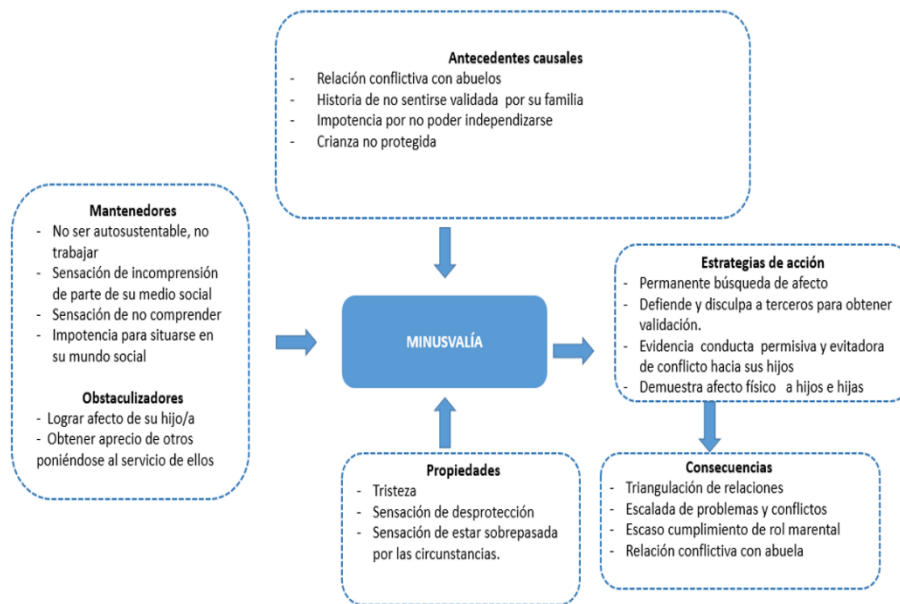 Antecedentes causales
- Relación conflictiva con abuelos
- Historia de no sentirse validada por su familia
- Impotencia por no poder independizarse
- Crianza no protegida
Mantenedores
- No ser autosustentable, no
trabajar
- Sensación de incomprensión
de parte de su medio social
- Sensación de no comprender
- Impotencia para situarse en
su mundo social
Obstaculizadores
- Lograr afecto de su hijo/a
- Obtener aprecio de otros
poniéndose al servicio de ellos
MINUSVALÍA
Estrategias de acción
- Permanente búsqueda de afecto
- Defiende y disculpa a terceros para obtener
validación.
- Evidencia conducta permisiva y evitadora
de conflicto hacia sus hijos
- Demuestra afecto físico a hijos e hijas
Propiedades
- Tristeza
- Sensación de desprotección
- Sensación de estar sobrepasada
por las circunstancias.
Consecuencias
- Triangulación de relaciones
- Escalada de problemas y conflictos
- Escaso cumplimiento de rol marental
- Relación conflictiva con abuela